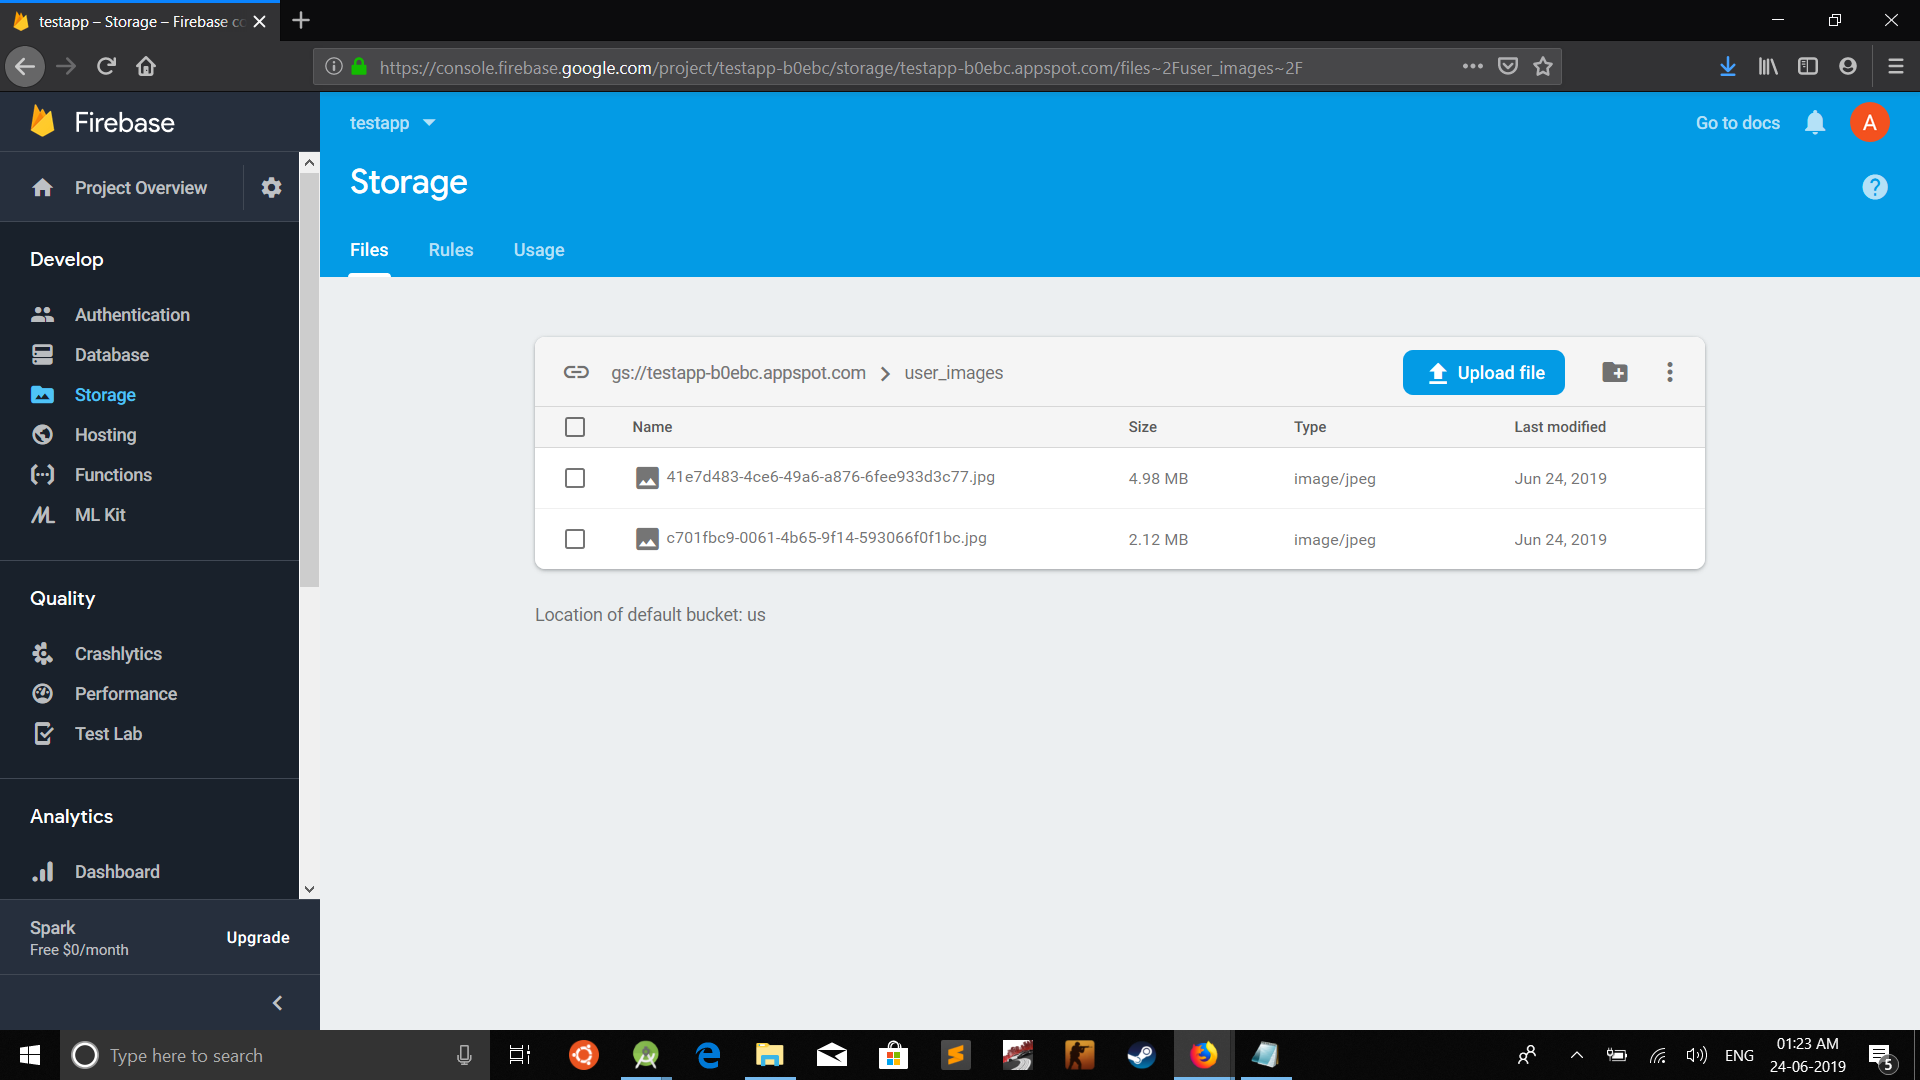 testapp – Storage – Firebase co
https://console.firebase.google.com/project/testapp-b0ebc/storage/testapp-b0ebc.appspot.com/files~2Fuser_images~2F
Firebase
testapp
Go to docs
A
Project Overview
Storage
?
Files Rules Usage
Develop
Authentication
Database
Storage
Hosting
Functions
ML Kit
Quality
Crashlytics
Performance
Test Lab
Analytics
Dashboard
Spark
Free $0/month
Upgrade
gs://testapp-b0ebc.appspot.com > user_images
Upload file
Name Size Type Last modified
41e7d483-4ce6-49a6-a876-6fee933d3c77.jpg 4.98 MB image/jpeg Jun 24, 2019
c701fbc9-0061-4b65-9f14-593066f0f1bc.jpg 2.12 MB image/jpeg Jun 24, 2019
Location of default bucket: us
Type here to search
ENG
01:23 AM
24-06-2019
5